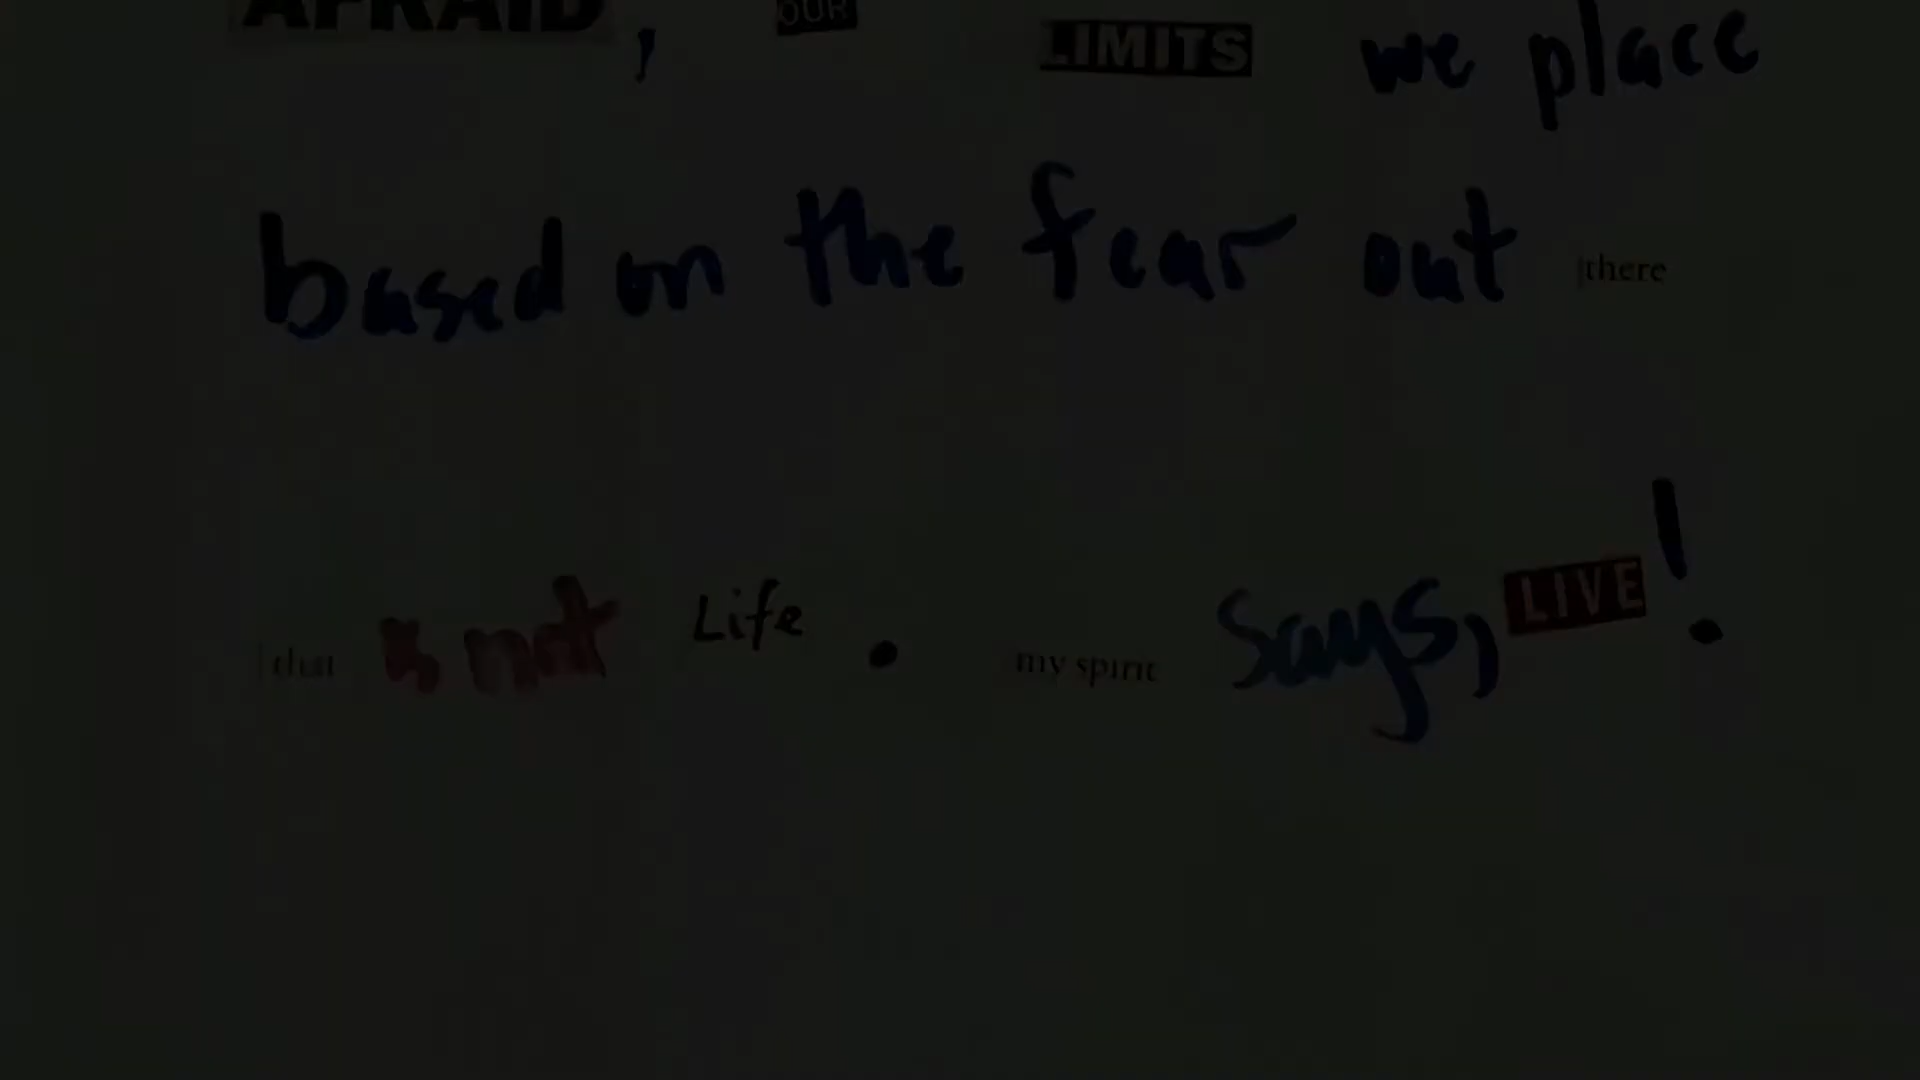 AFRAID, OUR LIMITS we place
based on the fear out there
that is not Life. my spirit says, LIVE!